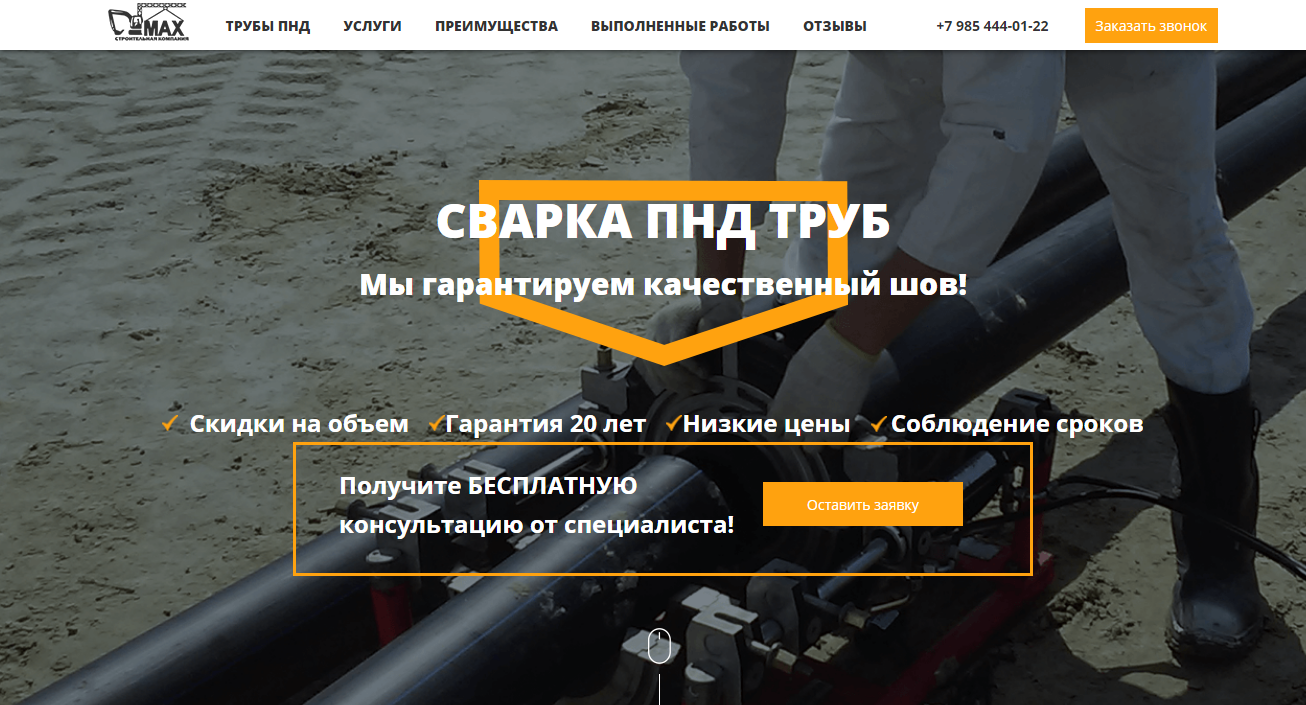 MAX
СТРОИТЕЛЬНАЯ КОМПАНИЯ
ТРУБЫ ПНД УСЛУГИ ПРЕИМУЩЕСТВА ВЫПОЛНЕННЫЕ РАБОТЫ ОТЗЫВЫ +7 985 444-01-22 Заказать звонок
СВАРКА ПНД ТРУБ
Мы гарантируем качественный шов!
Скидки на объем Гарантия 20 лет Низкие цены Соблюдение сроков
Получите БЕСПЛАТНУЮ
консультацию от специалиста!
Оставить заявку